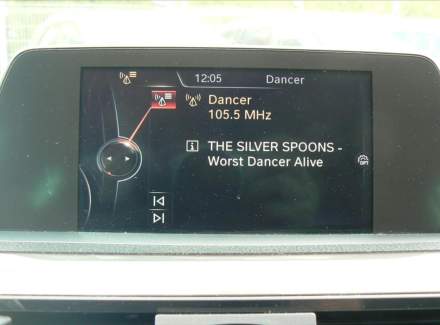 12:05 Dancer
Dancer
105.5 MHz
THE SILVER SPOONS -
Worst Dancer Alive